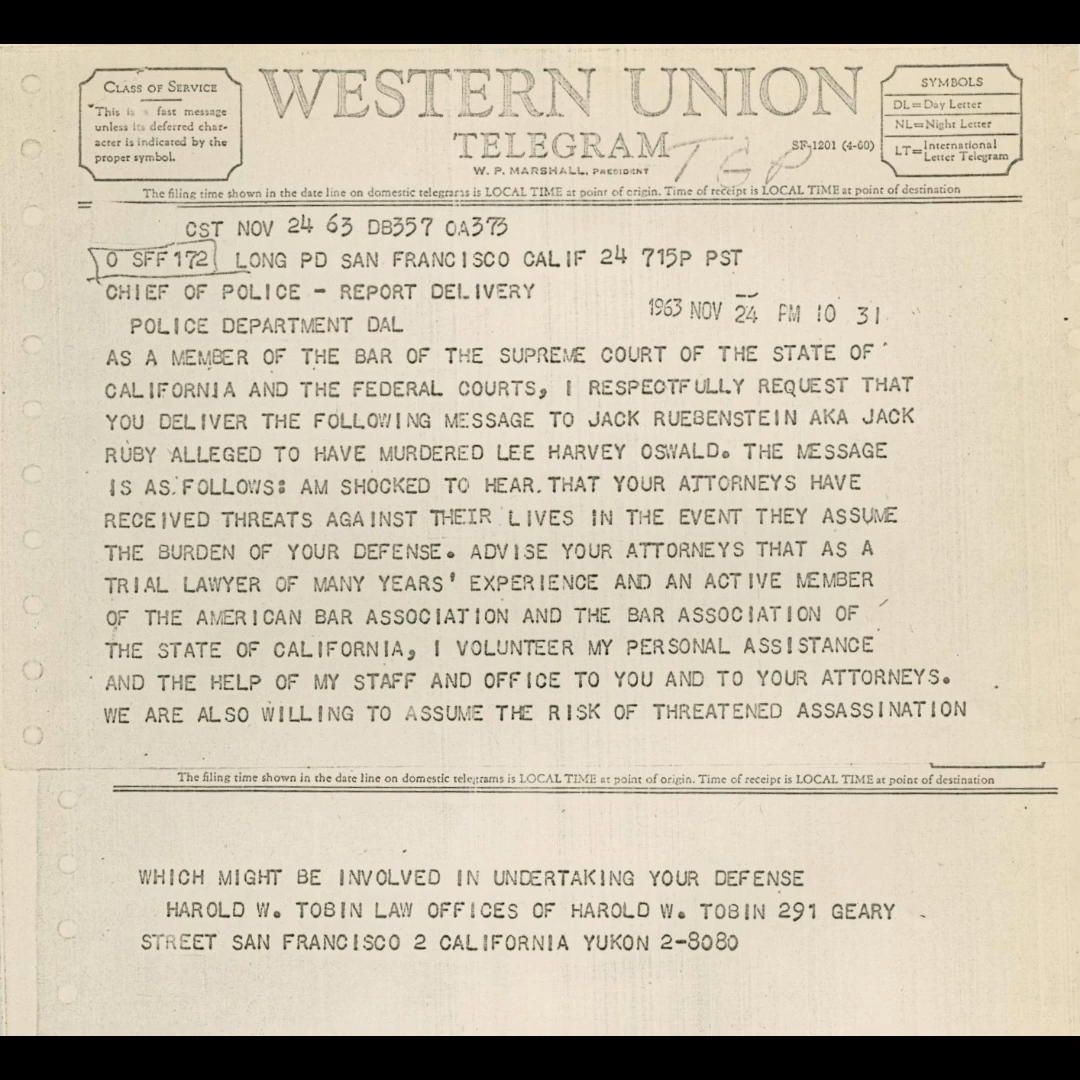 CLASS OF SERVICE
This is a fast message
unless its deferred char-
acter is indicated by the
proper symbol.
WESTERN UNION
TELEGRAM
W. P. MARSHALL, PRESIDENT
TGP
SF-1201 (4-60)
SYMBOLS
DL=Day Letter
NL=Night Letter
LT=International Letter Telegram
The filing time shown in the date line on domestic telegrams is LOCAL TIME at point of origin. Time of receipt is LOCAL TIME at point of destination
CST NOV 24 63 DB357 OA373
O SFF172 LONG PD SAN FRANCISCO CALIF 24 715P PST
CHIEF OF POLICE - REPORT DELIVERY
1963 NOV 24 PM 10 31
POLICE DEPARTMENT DAL
AS A MEMBER OF THE BAR OF THE SUPREME COURT OF THE STATE OF
CALIFORNIA AND THE FEDERAL COURTS, I RESPECTFULLY REQUEST THAT
YOU DELIVER THE FOLLOWING MESSAGE TO JACK RUEBENSTEIN AKA JACK
RUBY ALLEGED TO HAVE MURDERED LEE HARVEY OSWALD. THE MESSAGE
IS AS FOLLOWS: AM SHOCKED TO HEAR THAT YOUR ATTORNEYS HAVE
RECEIVED THREATS AGAINST THEIR LIVES IN THE EVENT THEY ASSUME
THE BURDEN OF YOUR DEFENSE. ADVISE YOUR ATTORNEYS THAT AS A
TRIAL LAWYER OF MANY YEARS' EXPERIENCE AND AN ACTIVE MEMBER
OF THE AMERICAN BAR ASSOCIATION AND THE BAR ASSOCIATION OF
THE STATE OF CALIFORNIA, I VOLUNTEER MY PERSONAL ASSISTANCE
AND THE HELP OF MY STAFF AND OFFICE TO YOU AND TO YOUR ATTORNEYS.
WE ARE ALSO WILLING TO ASSUME THE RISK OF THREATENED ASSASSINATION
The filing time shown in the date line on domestic telegrams is LOCAL TIME at point of origin. Time of receipt is LOCAL TIME at point of destination
WHICH MIGHT BE INVOLVED IN UNDERTAKING YOUR DEFENSE
HAROLD W. TOBIN LAW OFFICES OF HAROLD W. TOBIN 291 GEARY
STREET SAN FRANCISCO 2 CALIFORNIA YUKON 2-8080